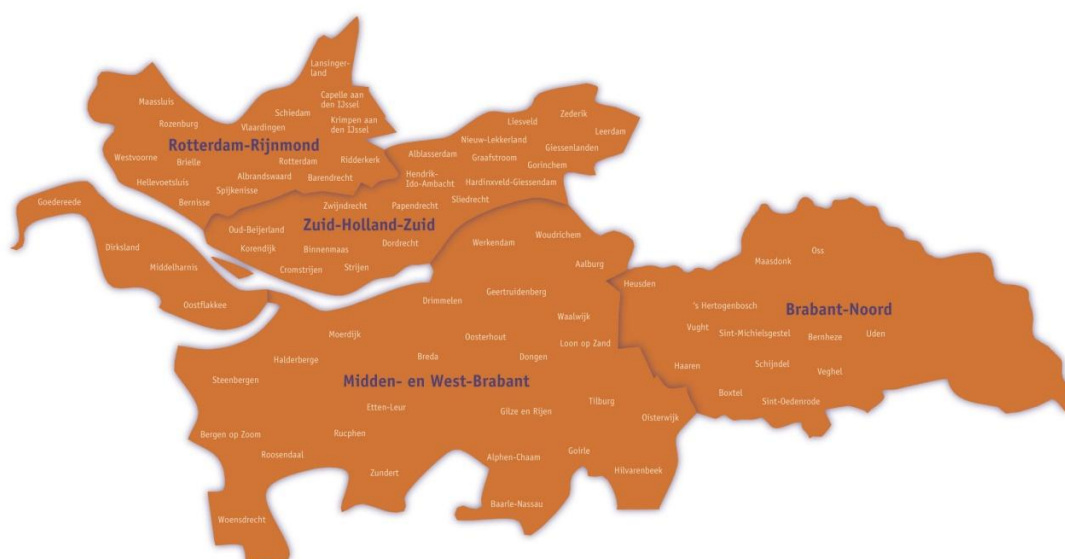 Lansinger-
land
Maassluis
Capelle aan
den IJssel
Schiedam
Rozenburg
Vlaardingen
Krimpen aan
den IJssel
Rotterdam-Rijnmond
Westvoorne
Brielle
Rotterdam
Ridderkerk
Hellevoetsluis
Albrandswaard
Barendrecht
Spijkenisse
Bernisse
Goedereede
Dirksland
Middelharnis
Oostflakkee
Liesveld
Zederik
Leerdam
Nieuw-Lekkerland
Giessenlanden
Alblasserdam
Graafstroom
Gorinchem
Hendrik-
Ido-Ambacht
Hardinxveld-Giessendam
Sliedrecht
Zwijndrecht
Papendrecht
Zuid-Holland-Zuid
Oud-Beijerland
Korendijk
Binnenmaas
Dordrecht
Cromstrijen
Strijen
Werkendam
Woudrichem
Aalburg
Drimmelen
Geertruidenberg
Waalwijk
Moerdijk
Oosterhout
Loon op Zand
Halderberge
Breda
Dongen
Steenbergen
Midden- en West-Brabant
Etten-Leur
Gilze en Rijen
Tilburg
Oisterwijk
Bergen op Zoom
Rucphen
Roosendaal
Zundert
Alphen-Chaam
Goirle
Hilvarenbeek
Baarle-Nassau
Woensdrecht
Heusden
Maasdonk
Oss
's Hertogenbosch
Brabant-Noord
Vught
Sint-Michielsgestel
Bernheze
Uden
Haaren
Schijndel
Veghel
Boxtel
Sint-Oedenrode